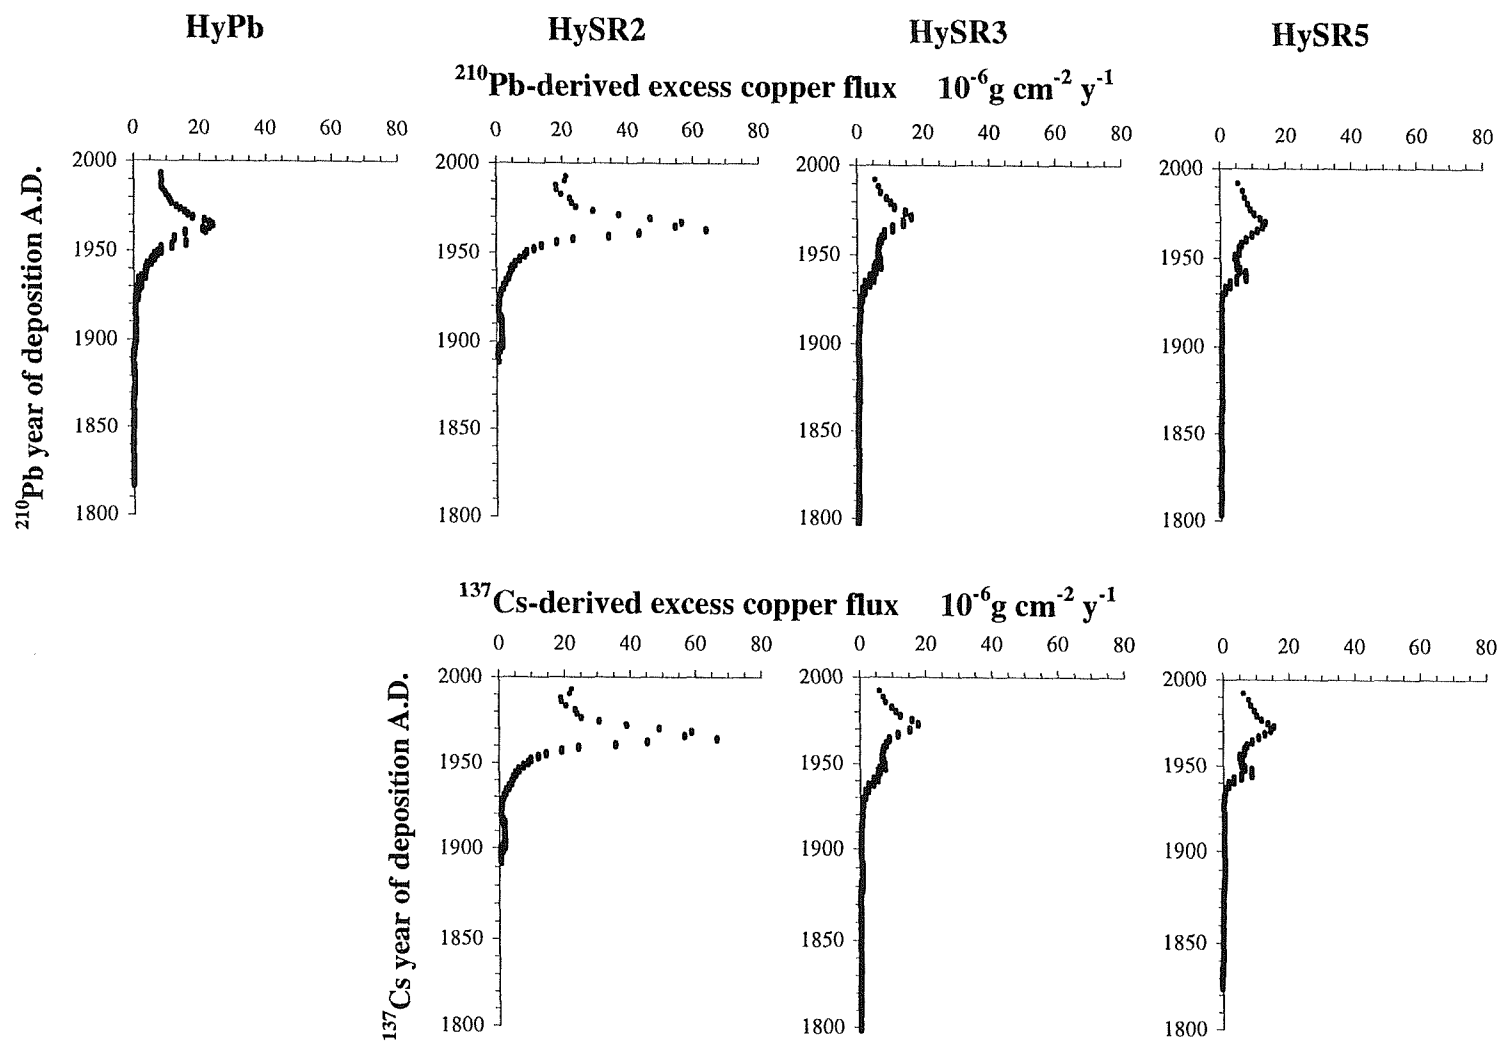 HyPb HySR2 HySR3 HySR5
²¹⁰Pb-derived excess copper flux 10⁻⁶g cm⁻² y⁻¹
0 20 40 60 80 0 20 40 60 80 0 20 40 60 80 0 20 40 60 80
2000 2000 2000 2000
1950 1950 1950 1950
1900 1900 1900 1900
1850 1850 1850 1850
1800 1800 1800 1800
²¹⁰Pb year of deposition A.D.
¹³⁷Cs-derived excess copper flux 10⁻⁶g cm⁻² y⁻¹
0 20 40 60 80 0 20 40 60 80 0 20 40 60 80
2000 2000 2000
1950 1950 1950
1900 1900 1900
1850 1850 1850
1800 1800 1800
¹³⁷Cs year of deposition A.D.